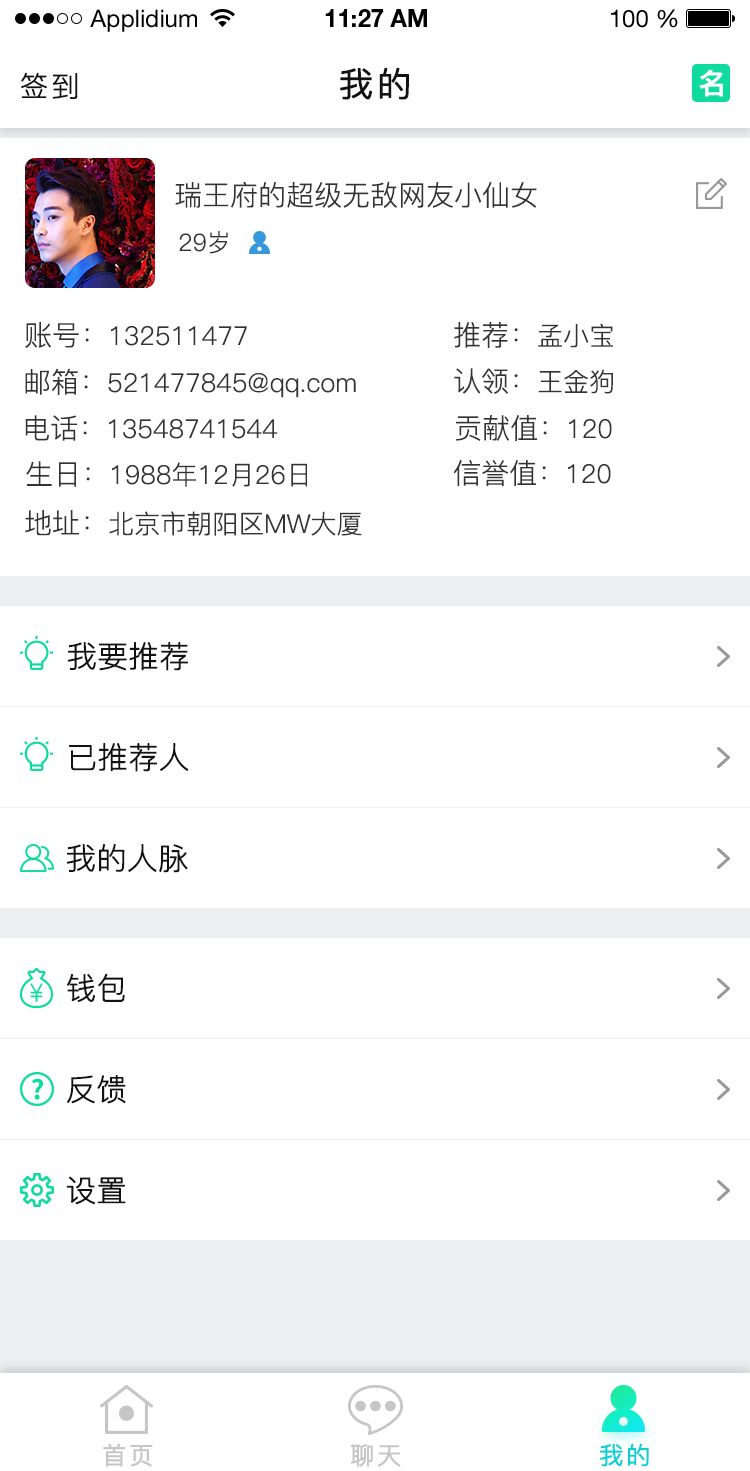 Applidium 11:27 AM 100 %
签到 我的 名
瑞王府的超级无敌网友小仙女
29岁
账号：132511477 推荐：孟小宝
邮箱：521477845@qq.com 认领：王金狗
电话：13548741544 贡献值：120
生日：1988年12月26日 信誉值：120
地址：北京市朝阳区MW大厦
我要推荐
已推荐人
我的人脉
¥ 钱包
? 反馈
设置
首页 聊天 我的